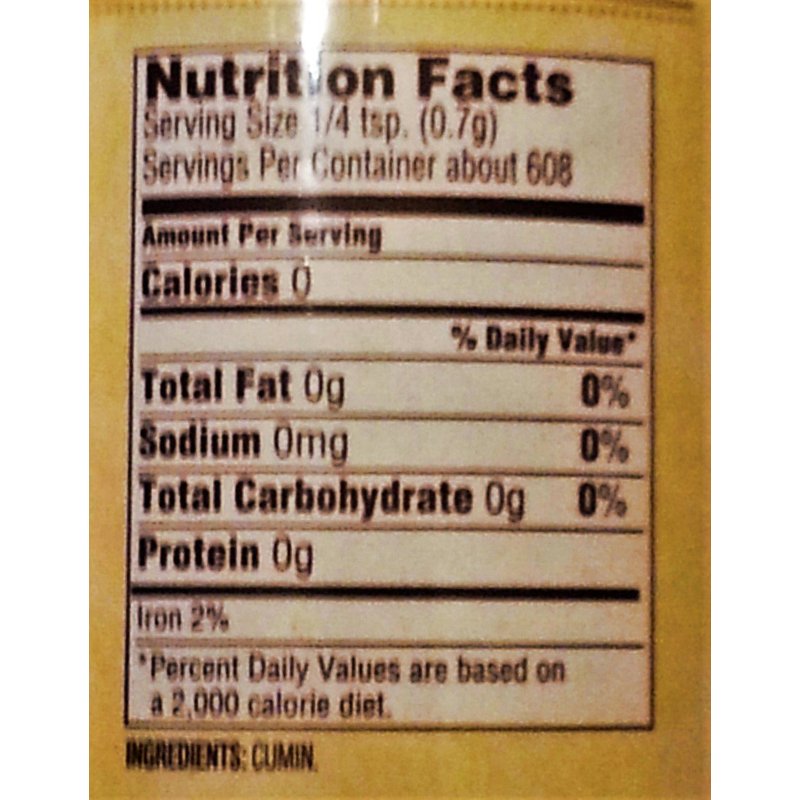 Nutrition Facts
Serving Size 1/4 tsp. (0.7g)
Servings Per Container about 608
Amount Per Serving
Calories 0
% Daily Value*
Total Fat 0g 0%
Sodium 0mg 0%
Total Carbohydrate 0g 0%
Protein 0g
Iron 2%
*Percent Daily Values are based on
a 2,000 calorie diet.
INGREDIENTS: CUMIN.